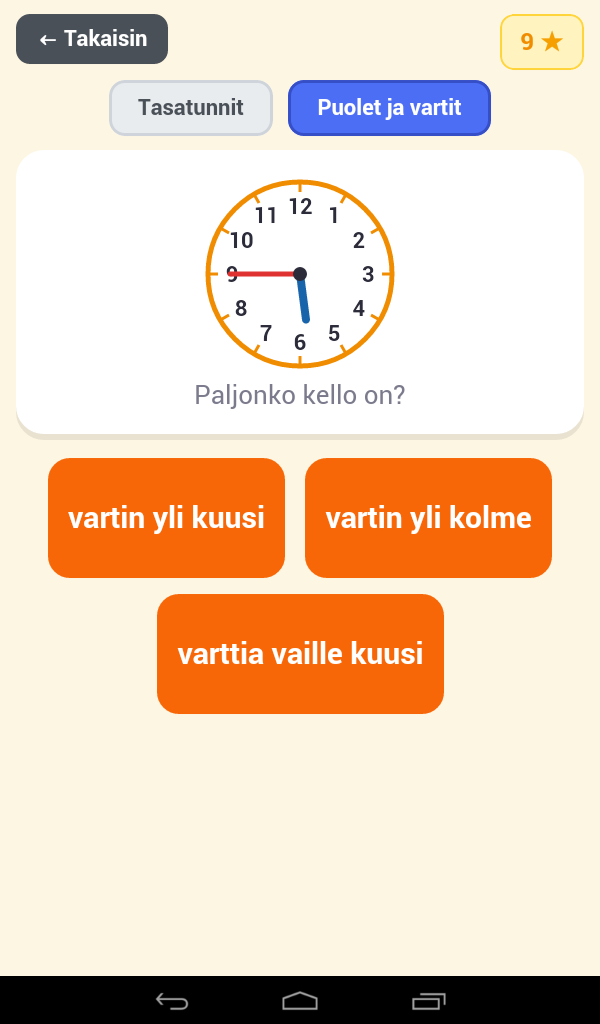 ← Takaisin
9 ★
Tasatunnit
Puolet ja vartit
12
11
1
10
2
9
3
8
4
7
5
6
Paljonko kello on?
vartin yli kuusi
vartin yli kolme
varttia vaille kuusi